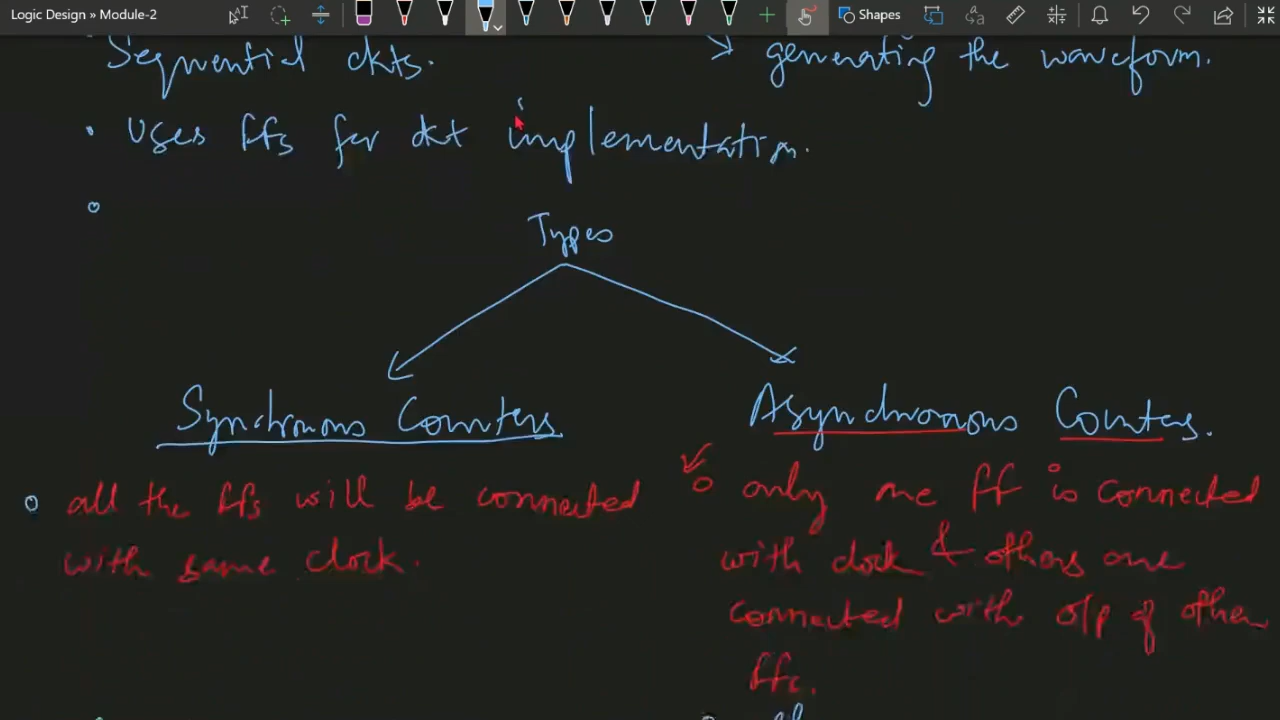 Logic Design » Module-2
Shapes
Sequential ckts.
generating the waveform.
Uses ffs for ckt implementation.
Types
Synchronous Counters.
Asynchronous Counters.
all the ffs will be connected
with same clock.
only one ff is connected
with clock & others are
connected with o/p of other
ffs.